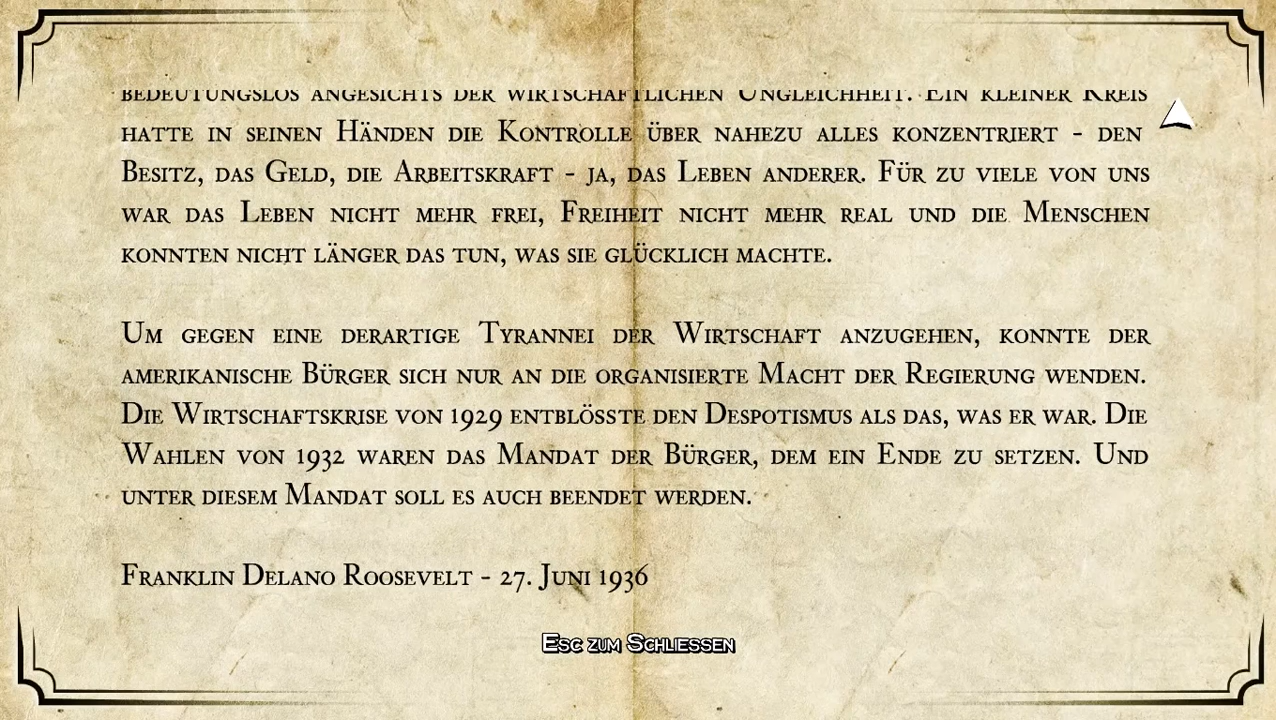 bedeutungslos angesichts der wirtschaftlichen Ungleichheit. Ein kleiner Kreis
hatte in seinen Händen die Kontrolle über nahezu alles konzentriert - den
Besitz, das Geld, die Arbeitskraft - ja, das Leben anderer. Für zu viele von uns
war das Leben nicht mehr frei, Freiheit nicht mehr real und die Menschen
konnten nicht länger das tun, was sie glücklich machte.
Um gegen eine derartige Tyrannei der Wirtschaft anzugehen, konnte der
amerikanische Bürger sich nur an die organisierte Macht der Regierung wenden.
Die Wirtschaftskrise von 1929 entblösste den Despotismus als das, was er war. Die
Wahlen von 1932 waren das Mandat der Bürger, dem ein Ende zu setzen. Und
unter diesem Mandat soll es auch beendet werden.
Franklin Delano Roosevelt - 27. Juni 1936
Esc zum Schliessen